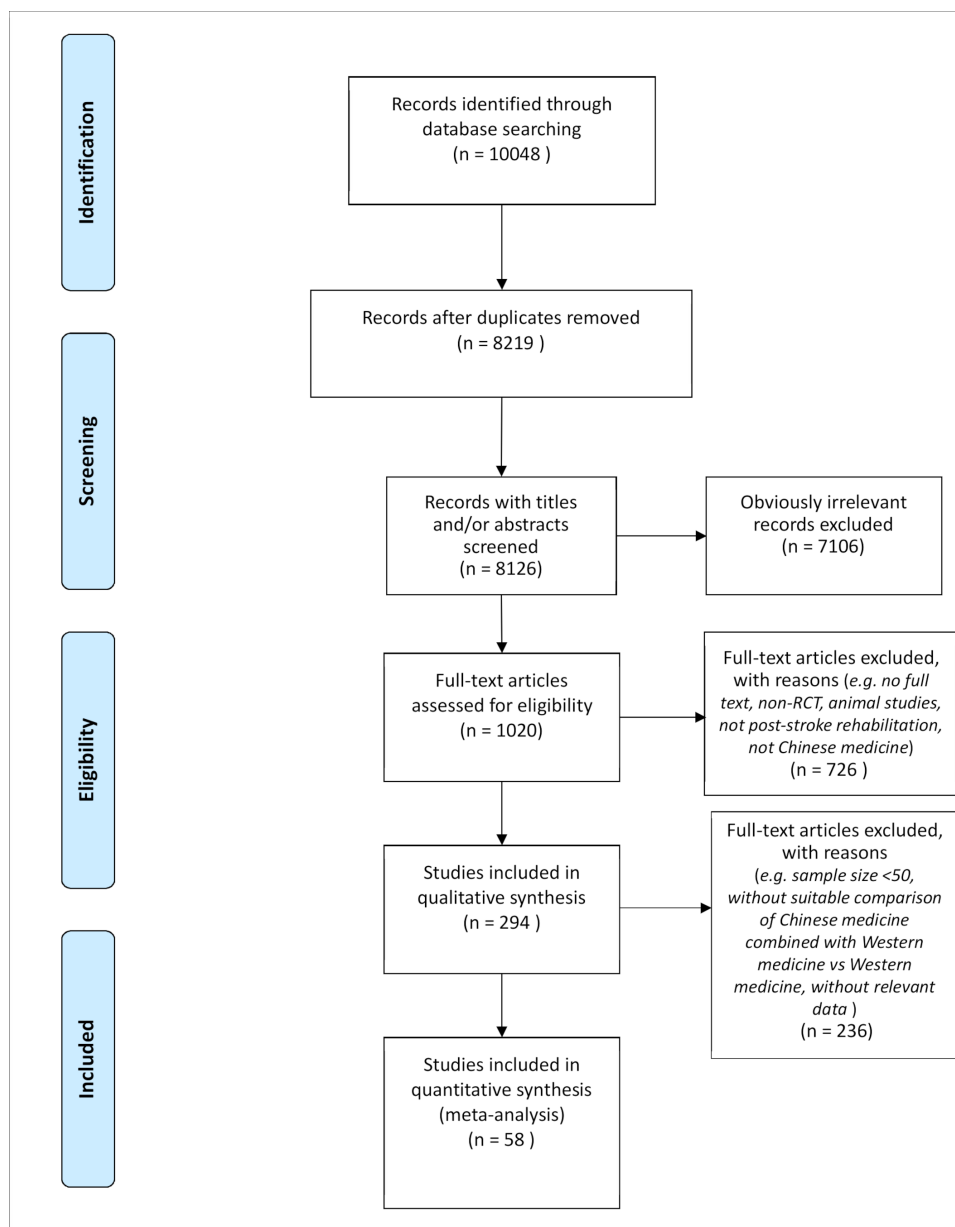 Identification
Records identified through
database searching
(n = 10048 )
Records after duplicates removed
(n = 8219 )
Screening
Records with titles
and/or abstracts
screened
(n = 8126)
Obviously irrelevant
records excluded
(n = 7106)
Eligibility
Full-text articles
assessed for eligibility
(n = 1020)
Full-text articles excluded,
with reasons (e.g. no full
text, non-RCT, animal studies,
not post-stroke rehabilitation,
not Chinese medicine)
(n = 726 )
Studies included in
qualitative synthesis
(n = 294 )
Full-text articles excluded,
with reasons
(e.g. sample size <50,
without suitable comparison
of Chinese medicine
combined with Western
medicine vs Western
medicine, without relevant
data )
(n = 236)
Included
Studies included in
quantitative synthesis
(meta-analysis)
(n = 58 )